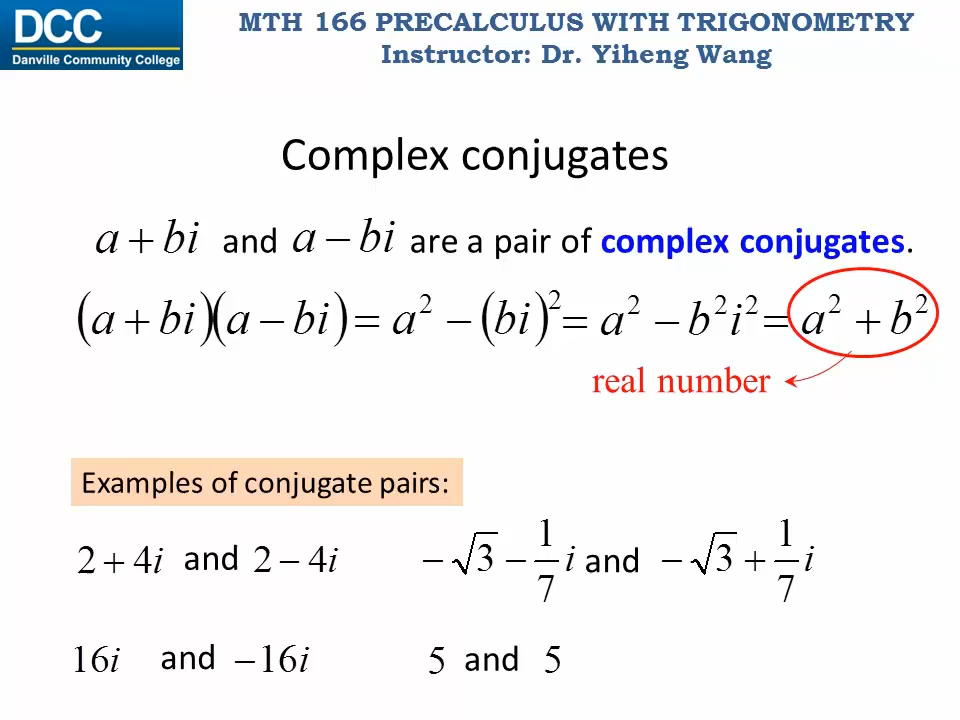 DCC
Danville Community College
MTH 166 PRECALCULUS WITH TRIGONOMETRY
Instructor: Dr. Yiheng Wang
Complex conjugates
a + bi and a − bi are a pair of complex conjugates.
(a + bi)(a − bi) = a² − (bi)² = a² − b²i² = a² + b²
real number
Examples of conjugate pairs:
2 + 4i and 2 − 4i
−√3 − 1/7 i and −√3 + 1/7 i
16i and −16i
5 and 5